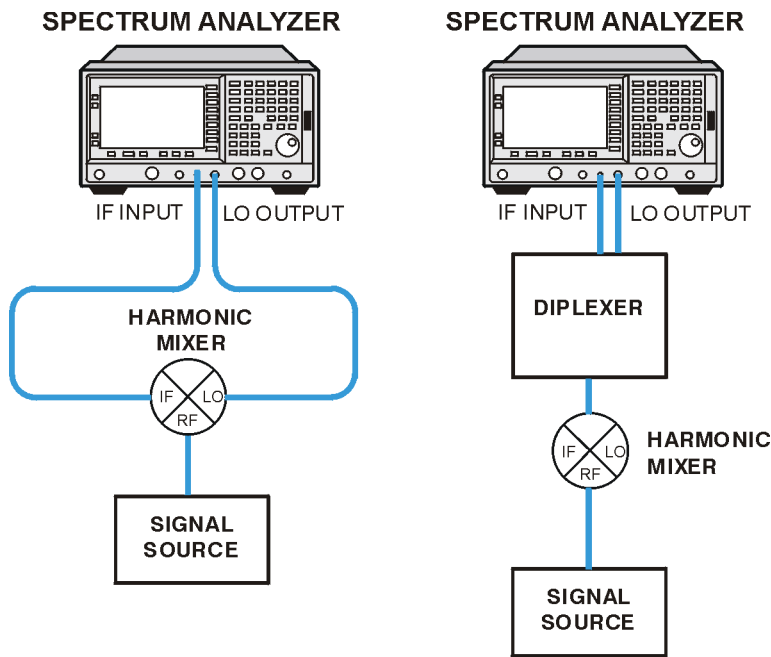 SPECTRUM ANALYZER
IF INPUT
LO OUTPUT
HARMONIC
MIXER
IF
LO
RF
SIGNAL
SOURCE
SPECTRUM ANALYZER
IF INPUT
LO OUTPUT
DIPLEXER
IF
LO
RF
HARMONIC
MIXER
SIGNAL
SOURCE